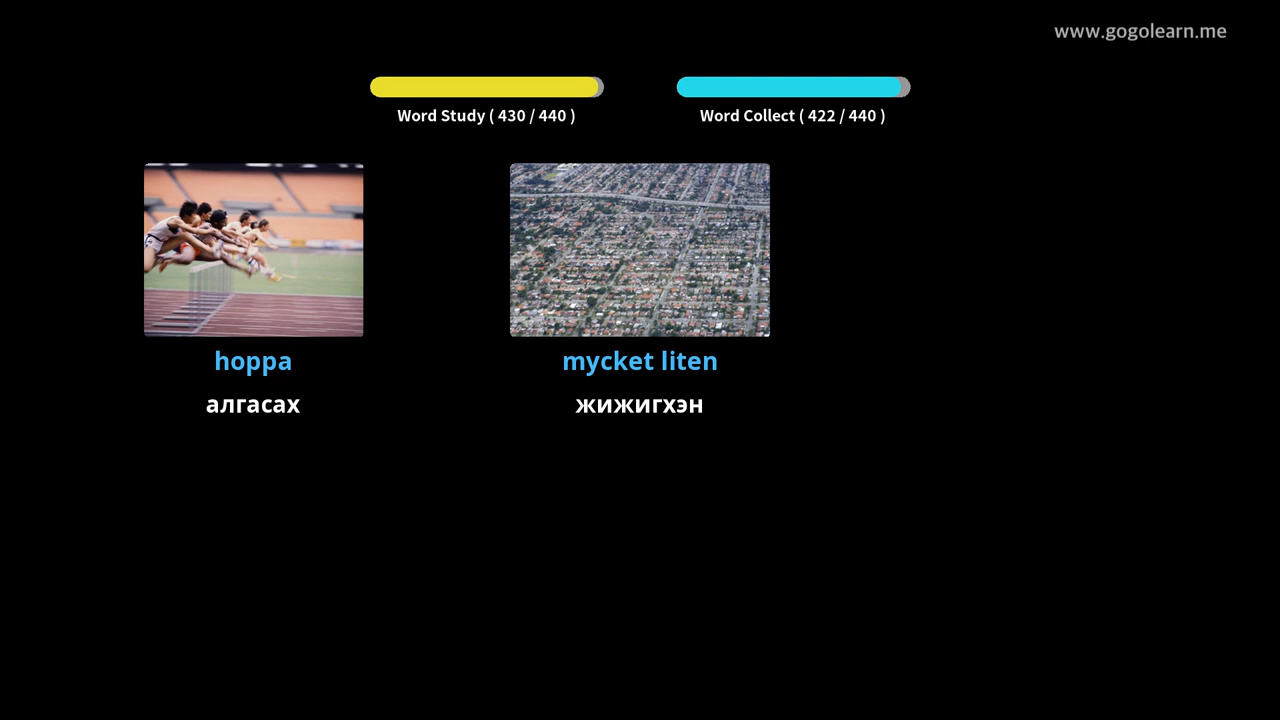 www.gogolearn.me
Word Study ( 430 / 440 )
Word Collect ( 422 / 440 )
hoppa
mycket liten
алгасах
жижигхэн